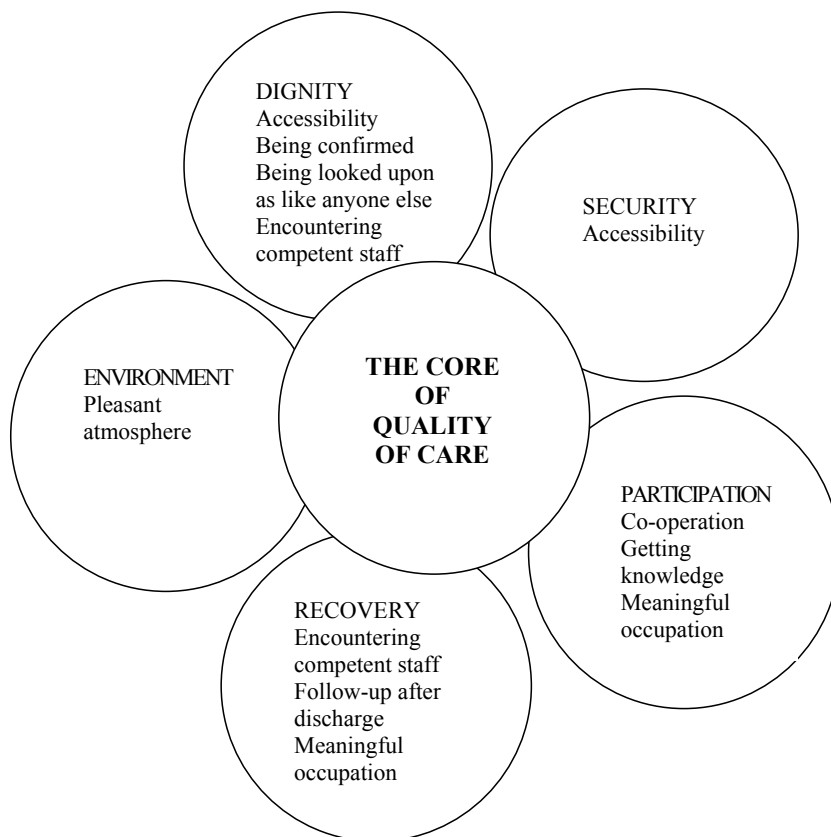 DIGNITY
Accessibility
Being confirmed
Being looked upon
as like anyone else
Encountering
competent staff
SECURITY
Accessibility
THE CORE
OF
QUALITY
OF CARE
ENVIRONMENT
Pleasant
atmosphere
PARTICIPATION
Co-operation
Getting
knowledge
Meaningful
occupation
RECOVERY
Encountering
competent staff
Follow-up after
discharge
Meaningful
occupation